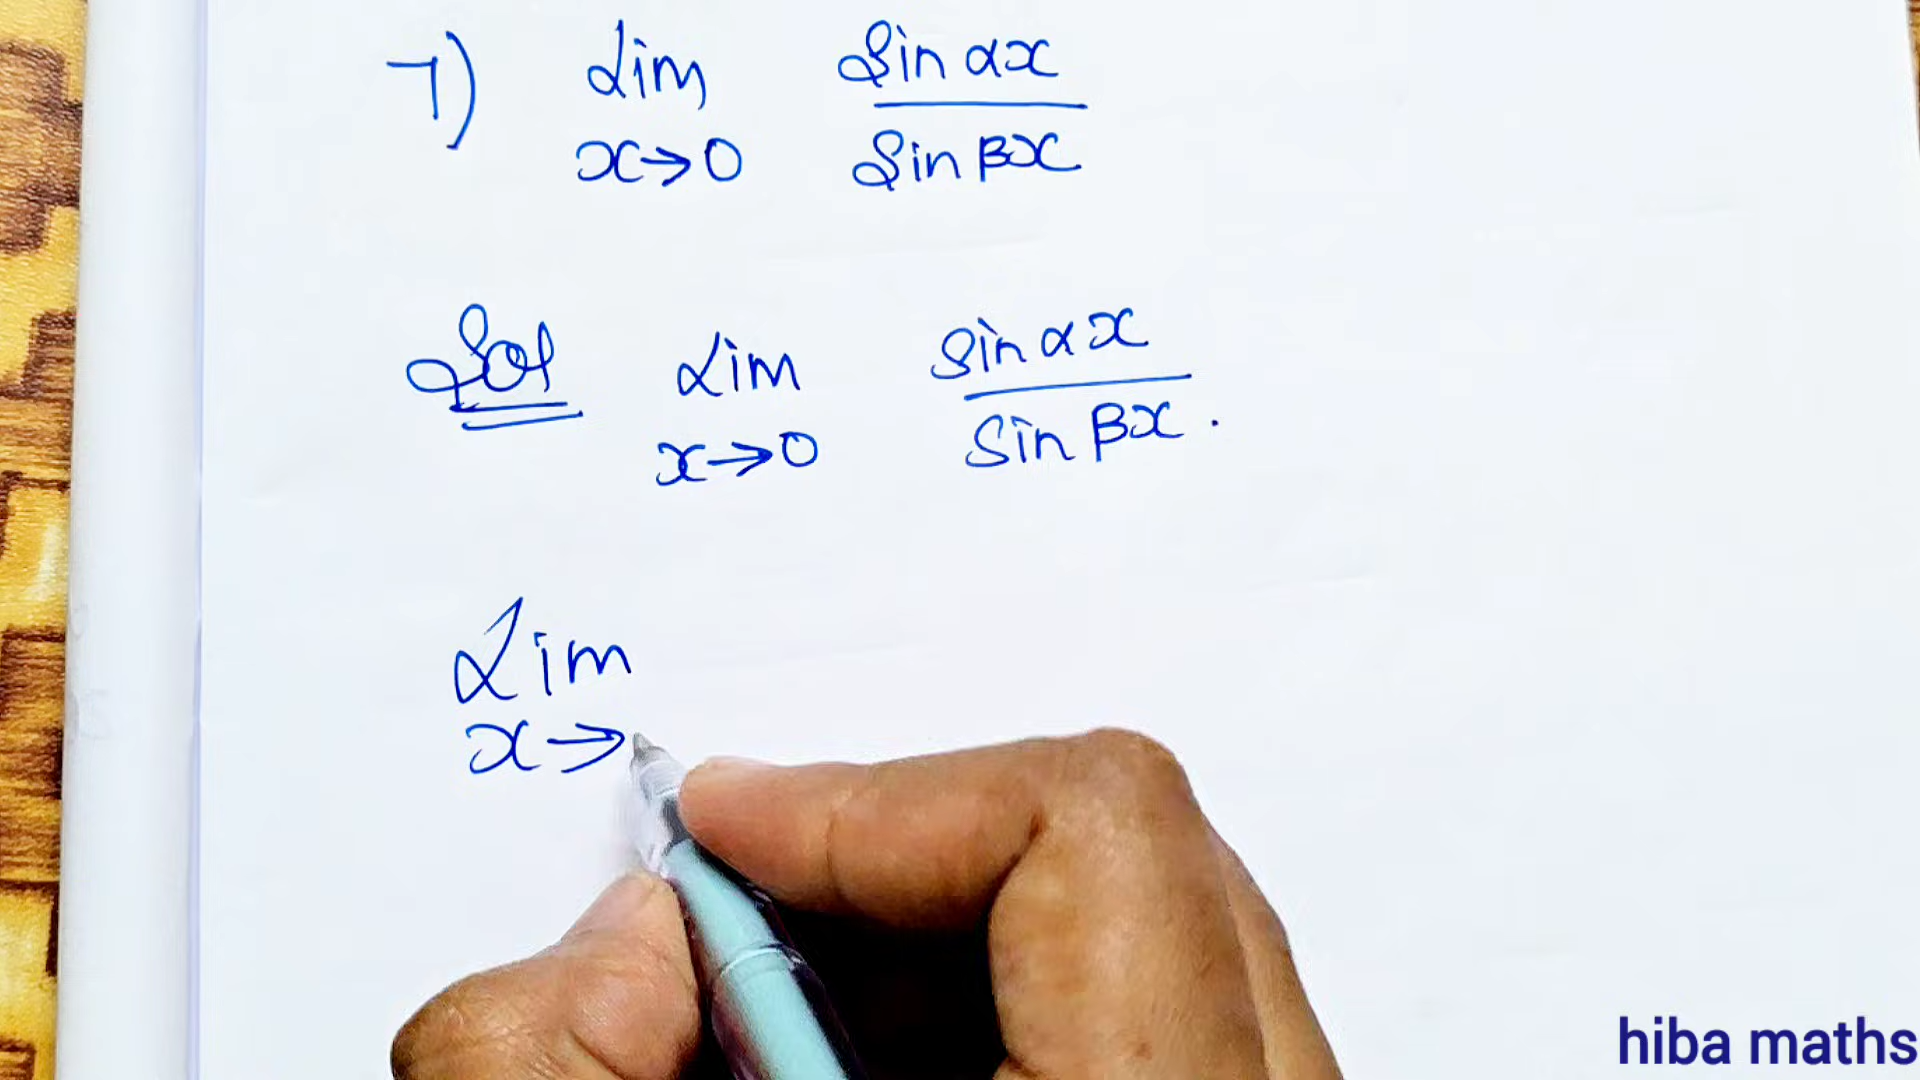 7) Lim sin αx
x→0 sin βx
Sol Lim sin αx
x→0 sin βx.
Lim
x→
hiba maths